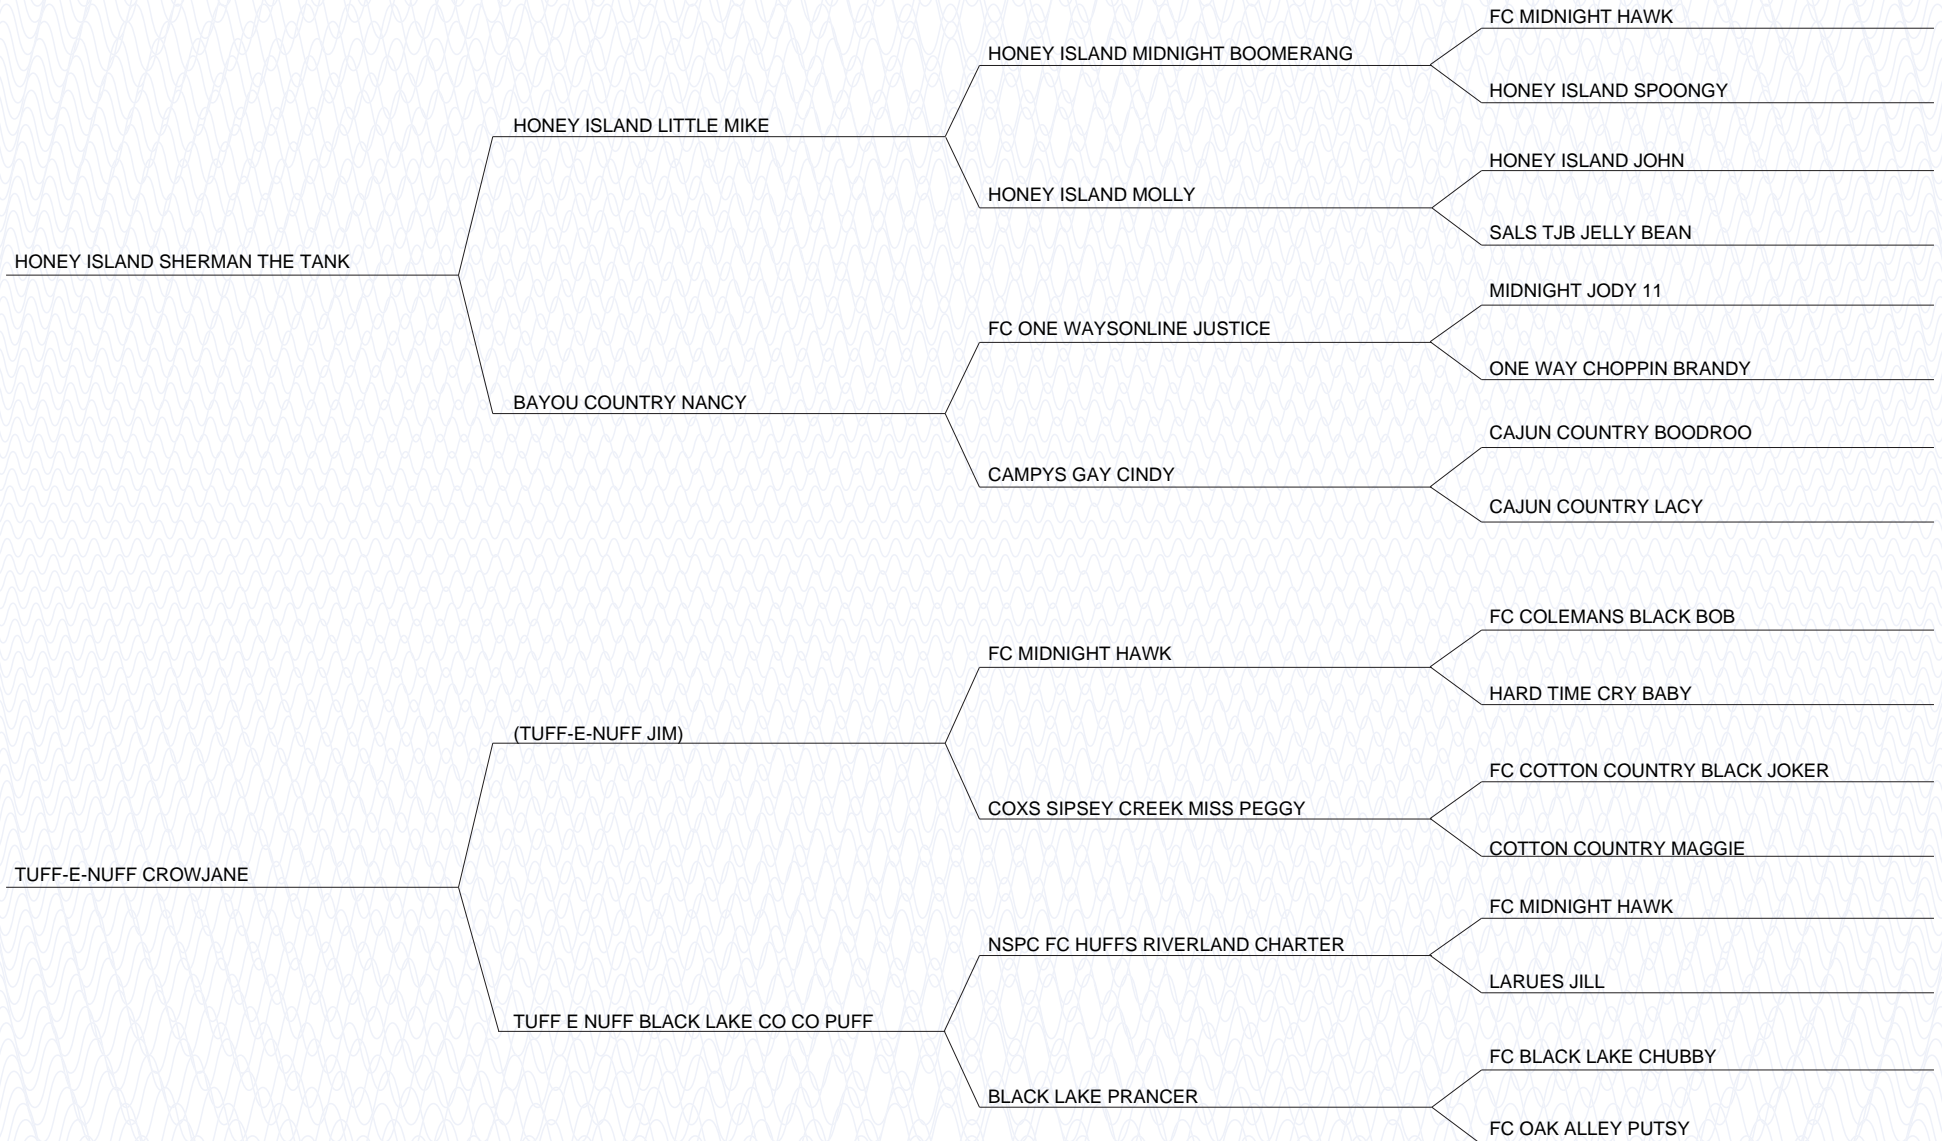 FC MIDNIGHT HAWK
HONEY ISLAND MIDNIGHT BOOMERANG
HONEY ISLAND SPOONGY
HONEY ISLAND LITTLE MIKE
HONEY ISLAND JOHN
HONEY ISLAND MOLLY
SALS TJB JELLY BEAN
HONEY ISLAND SHERMAN THE TANK
MIDNIGHT JODY 11
FC ONE WAYSONLINE JUSTICE
ONE WAY CHOPPIN BRANDY
BAYOU COUNTRY NANCY
CAJUN COUNTRY BOODROO
CAMPYS GAY CINDY
CAJUN COUNTRY LACY
FC COLEMANS BLACK BOB
FC MIDNIGHT HAWK
HARD TIME CRY BABY
(TUFF-E-NUFF JIM)
FC COTTON COUNTRY BLACK JOKER
COXS SIPSEY CREEK MISS PEGGY
COTTON COUNTRY MAGGIE
TUFF-E-NUFF CROWJANE
FC MIDNIGHT HAWK
NSPC FC HUFFS RIVERLAND CHARTER
LARUES JILL
TUFF E NUFF BLACK LAKE CO CO PUFF
FC BLACK LAKE CHUBBY
BLACK LAKE PRANCER
FC OAK ALLEY PUTSY